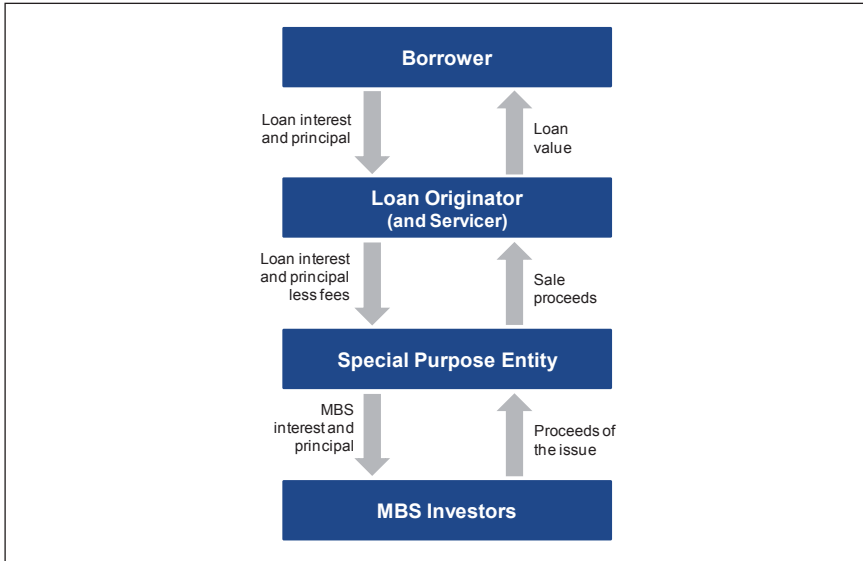 Borrower
Loan interest
and principal
Loan
value
Loan Originator
(and Servicer)
Loan interest
and principal
less fees
Sale
proceeds
Special Purpose Entity
MBS
interest and
principal
Proceeds of
the issue
MBS Investors